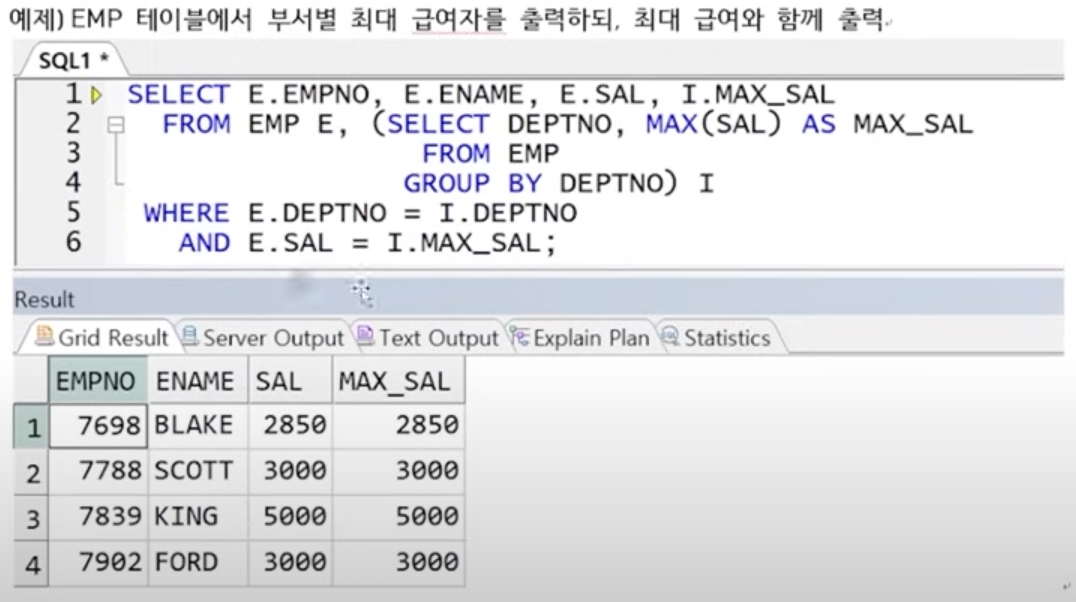 예제) EMP 테이블에서 부서별 최대 급여자를 출력하되, 최대 급여와 함께 출력
SQL1 *
1 SELECT E.EMPNO, E.ENAME, E.SAL, I.MAX_SAL
2 FROM EMP E, (SELECT DEPTNO, MAX(SAL) AS MAX_SAL
3 FROM EMP
4 GROUP BY DEPTNO) I
5 WHERE E.DEPTNO = I.DEPTNO
6 AND E.SAL = I.MAX_SAL;
Result
Grid Result Server Output Text Output Explain Plan Statistics
EMPNO ENAME SAL MAX_SAL
1 7698 BLAKE 2850 2850
2 7788 SCOTT 3000 3000
3 7839 KING 5000 5000
4 7902 FORD 3000 3000